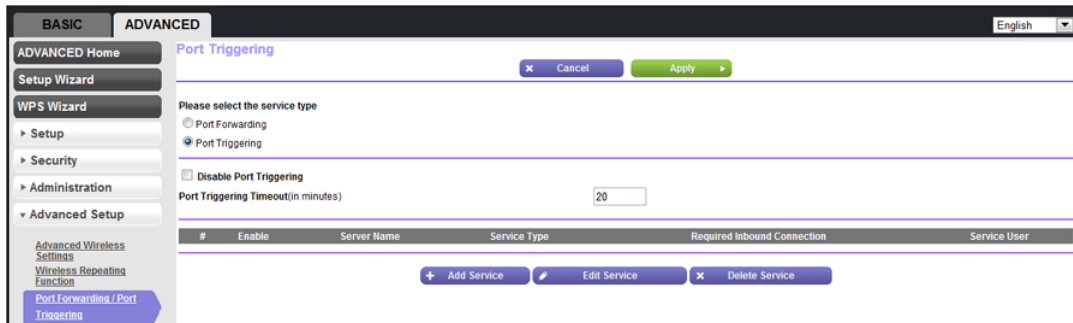 BASIC ADVANCED
English
ADVANCED Home
Setup Wizard
WPS Wizard
Setup
Security
Administration
Advanced Setup
Advanced Wireless
Settings
Wireless Repeating
Function
Port Forwarding / Port
Triggering
Port Triggering
Cancel Apply
Please select the service type
Port Forwarding
Port Triggering
Disable Port Triggering
Port Triggering Timeout(in minutes) 20
# Enable Server Name Service Type Required Inbound Connection Service User
Add Service Edit Service Delete Service